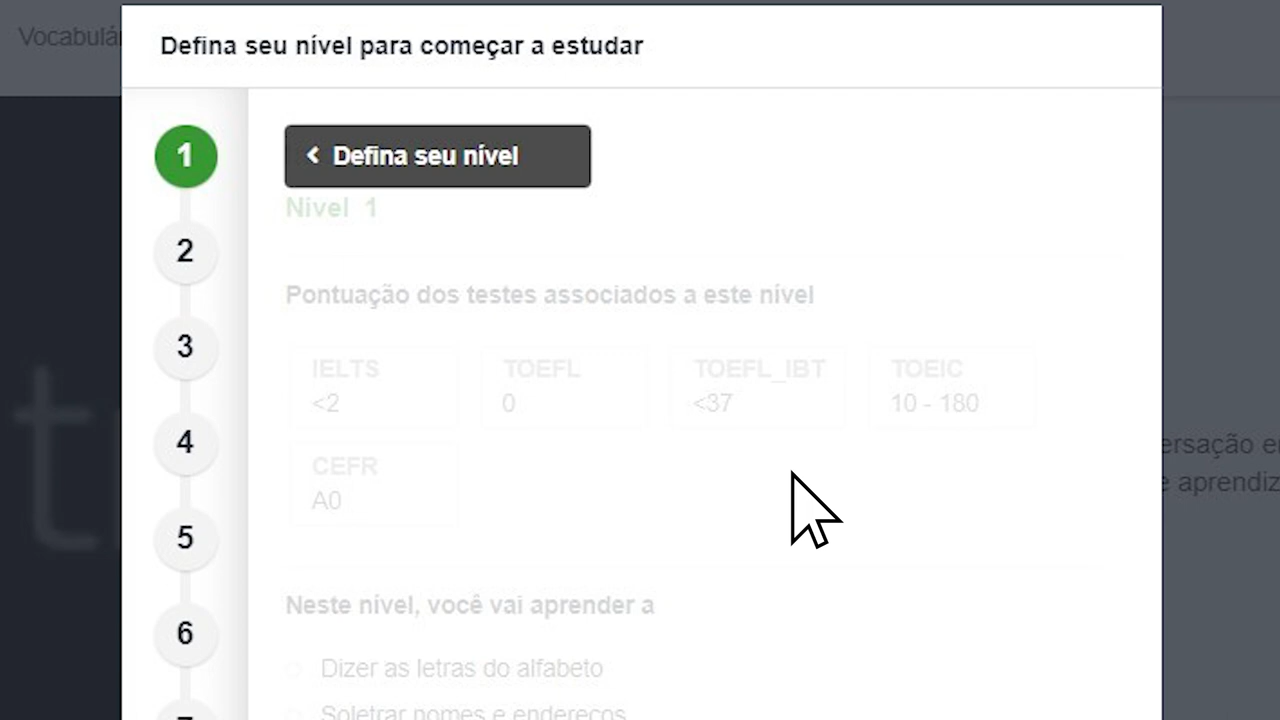 Vocabulár
Defina seu nível para começar a estudar
1
Defina seu nível
Nível 1
2
Pontuação dos testes associados a este nível
3
IELTS TOEFL TOEFL_IBT TOEIC
<2 0 <37 10 - 180
4
CEFR
A0
5
6
Neste nível, você vai aprender a
Dizer as letras do alfabeto
Soletrar nomes e endereços
ersação e
e aprendiz